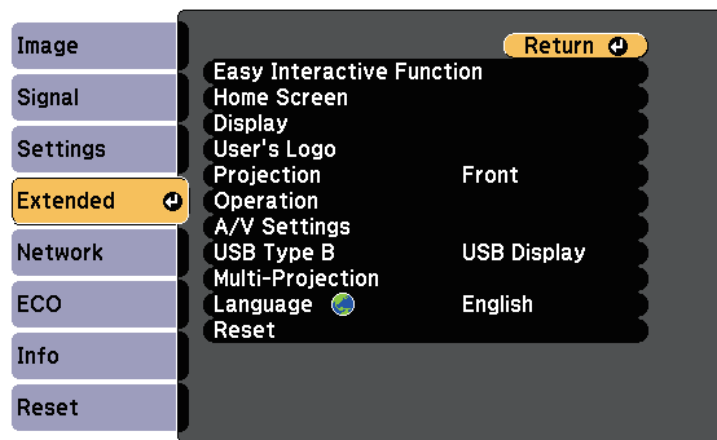 Image
Signal
Settings
Extended
Network
ECO
Info
Reset
Return
Easy Interactive Function
Home Screen
Display
User's Logo
Projection Front
Operation
A/V Settings
USB Type B USB Display
Multi-Projection
Language English
Reset